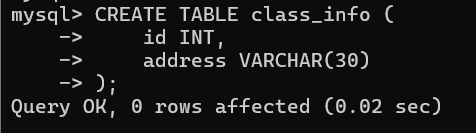 mysql> CREATE TABLE class_info (
    ->     id INT,
    ->     address VARCHAR(30)
    -> );
Query OK, 0 rows affected (0.02 sec)